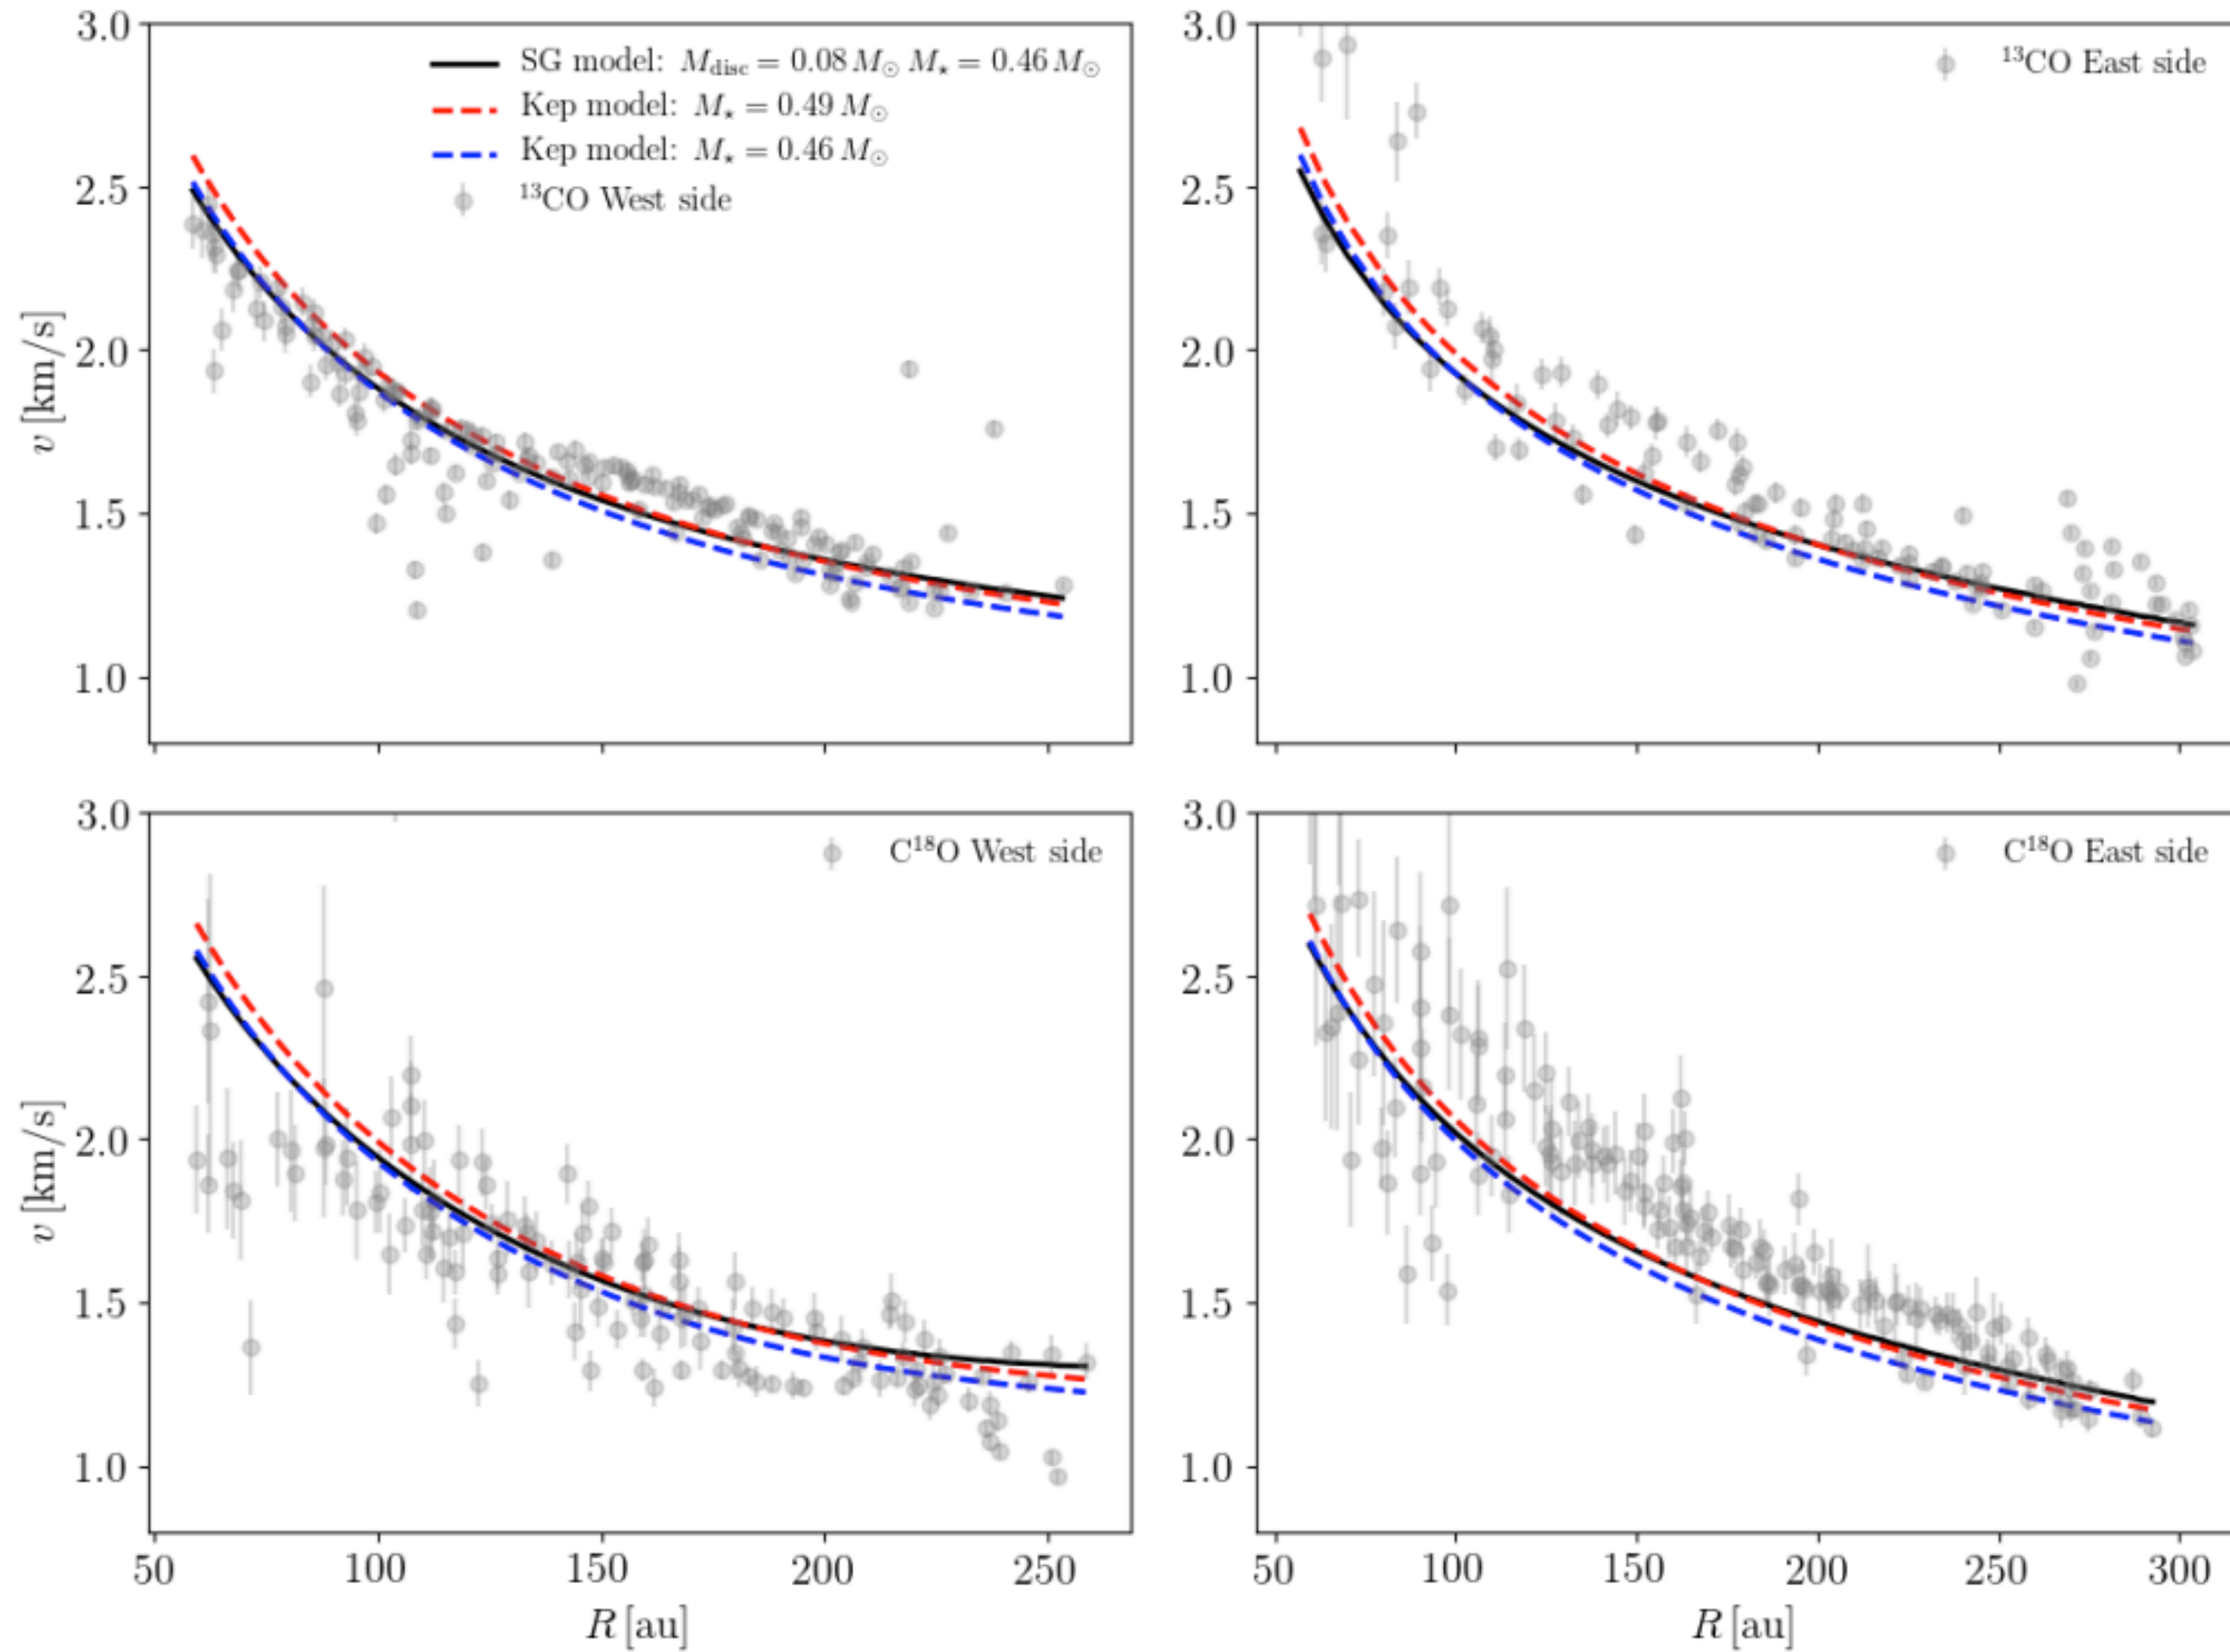 3.0
2.5
2.0
1.5
1.0
v [km/s]
SG model: M_disc = 0.08 M_⊙ M_⋆ = 0.46 M_⊙
Kep model: M_⋆ = 0.49 M_⊙
Kep model: M_⋆ = 0.46 M_⊙
¹³CO West side
3.0
2.5
2.0
1.5
1.0
¹³CO East side
3.0
2.5
2.0
1.5
1.0
v [km/s]
C¹⁸O West side
50 100 150 200 250
R [au]
3.0
2.5
2.0
1.5
1.0
C¹⁸O East side
50 100 150 200 250 300
R [au]